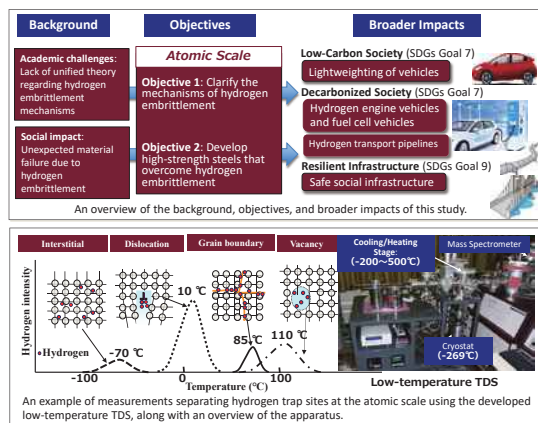 Background
Objectives
Broader Impacts
Academic challenges:
Lack of unified theory
regarding hydrogen
embrittlement
mechanisms
Social impact:
Unexpected material
failure due to
hydrogen
embrittlement
Atomic Scale
Objective 1: Clarify the
mechanisms of hydrogen
embrittlement
Objective 2: Develop
high-strength steels that
overcome hydrogen
embrittlement
Low-Carbon Society (SDGs Goal 7)
Lightweighting of vehicles
Decarbonized Society (SDGs Goal 7)
Hydrogen engine vehicles
and fuel cell vehicles
Hydrogen transport pipelines
Resilient Infrastructure (SDGs Goal 9)
Safe social infrastructure
An overview of the background, objectives, and broader impacts of this study.
Interstitial
Dislocation
Grain boundary
Vacancy
Hydrogen intensity
Hydrogen
-70 ℃
10 ℃
85℃
110 ℃
-100
0
100
Temperature (℃)
Cooling/Heating
Stage:
(-200～500℃)
Mass Spectrometer
Cryostat
(-269℃)
Low-temperature TDS
An example of measurements separating hydrogen trap sites at the atomic scale using the developed
low-temperature TDS, along with an overview of the apparatus.